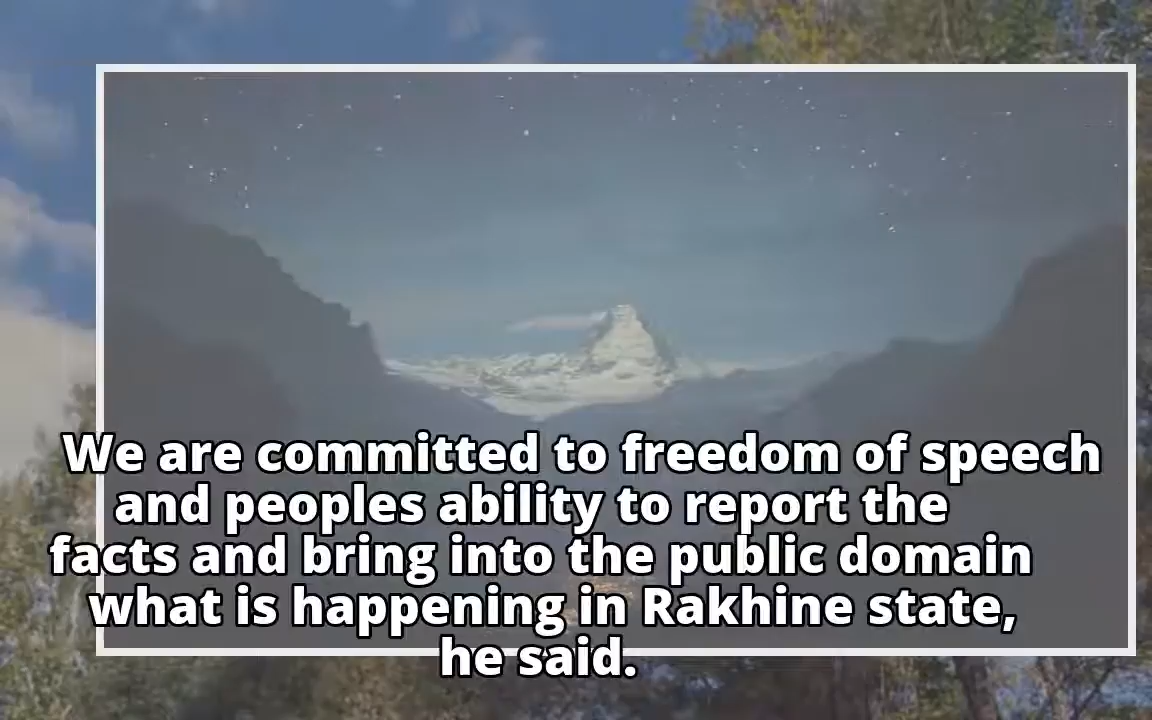 We are committed to freedom of speech
and peoples ability to report the
facts and bring into the public domain
what is happening in Rakhine state,
he said.